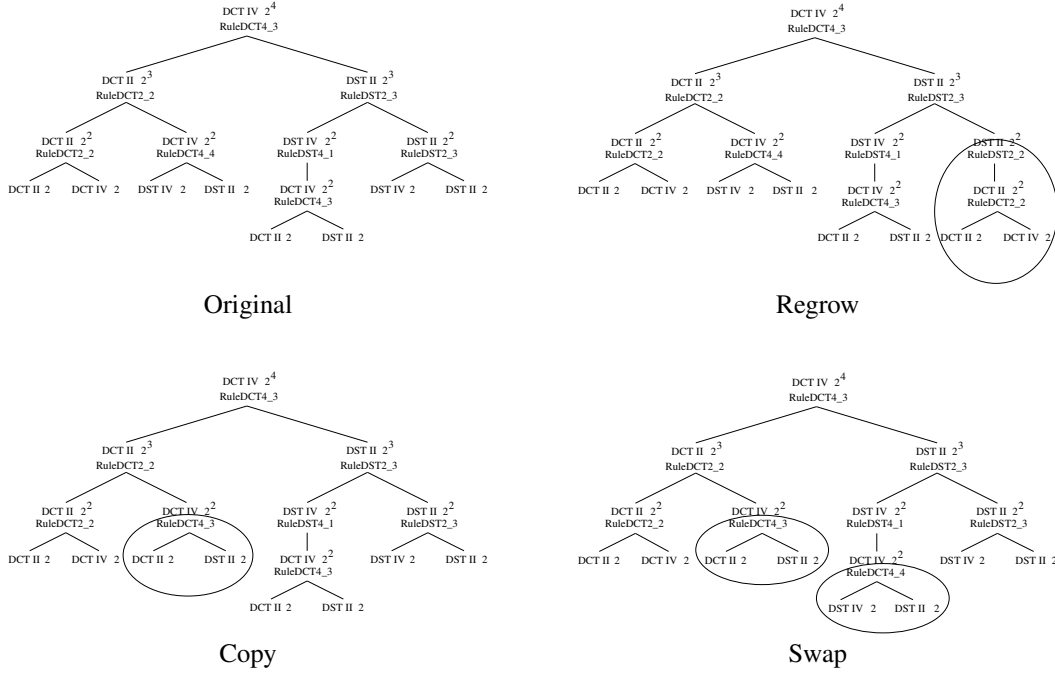 DCT IV 2^4
RuleDCT4_3
DCT II 2^3
RuleDCT2_2
DST II 2^3
RuleDST2_3
DCT II 2^2
RuleDCT2_2
DCT IV 2^2
RuleDCT4_4
DST IV 2^2
RuleDST4_1
DST II 2^2
RuleDST2_3
DCT II 2
DCT IV 2
DST IV 2
DST II 2
DCT IV 2^2
RuleDCT4_3
DST IV 2
DST II 2
DCT II 2
DST II 2
Original
DCT IV 2^4
RuleDCT4_3
DCT II 2^3
RuleDCT2_2
DST II 2^3
RuleDST2_3
DCT II 2^2
RuleDCT2_2
DCT IV 2^2
RuleDCT4_4
DST IV 2^2
RuleDST4_1
DST II 2^2
RuleDST2_2
DCT II 2
DCT IV 2
DST IV 2
DST II 2
DCT IV 2^2
RuleDCT4_3
DCT II 2^2
RuleDCT2_2
DCT II 2
DST II 2
DCT II 2
DCT IV 2
Regrow
DCT IV 2^4
RuleDCT4_3
DCT II 2^3
RuleDCT2_2
DST II 2^3
RuleDST2_3
DCT II 2^2
RuleDCT2_2
DCT IV 2^2
RuleDCT4_3
DST IV 2^2
RuleDST4_1
DST II 2^2
RuleDST2_3
DCT II 2
DCT IV 2
DCT II 2
DST II 2
DCT IV 2^2
RuleDCT4_3
DST IV 2
DST II 2
DCT II 2
DST II 2
Copy
DCT IV 2^4
RuleDCT4_3
DCT II 2^3
RuleDCT2_2
DST II 2^3
RuleDST2_3
DCT II 2^2
RuleDCT2_2
DCT IV 2^2
RuleDCT4_3
DST IV 2^2
RuleDST4_1
DST II 2^2
RuleDST2_3
DCT II 2
DCT IV 2
DCT II 2
DST II 2
DCT IV 2^2
RuleDCT4_4
DST IV 2
DST II 2
DST IV 2
DST II 2
Swap